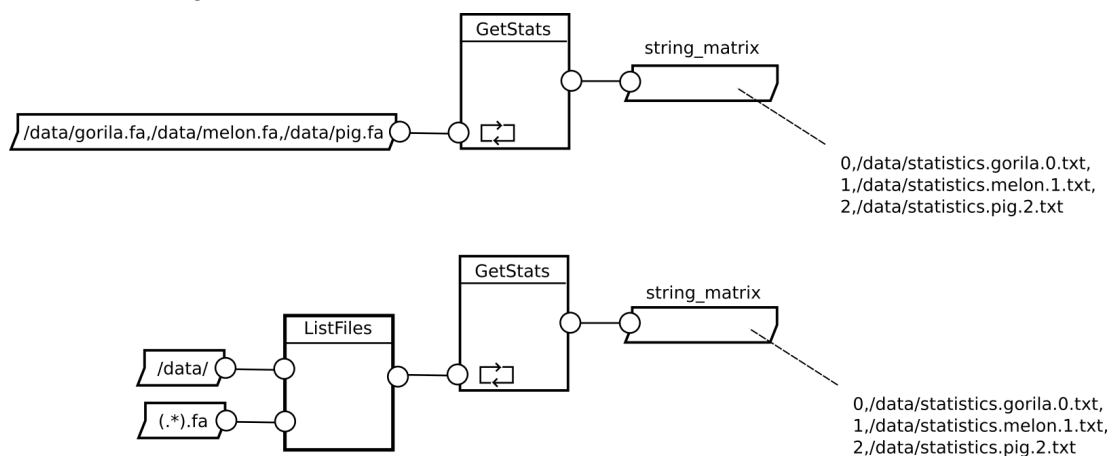 GetStats
string_matrix
/data/gorila.fa,/data/melon.fa,/data/pig.fa
0,/data/statistics.gorila.0.txt,
1,/data/statistics.melon.1.txt,
2,/data/statistics.pig.2.txt
GetStats
string_matrix
ListFiles
/data/
(.*).fa
0,/data/statistics.gorila.0.txt,
1,/data/statistics.melon.1.txt,
2,/data/statistics.pig.2.txt